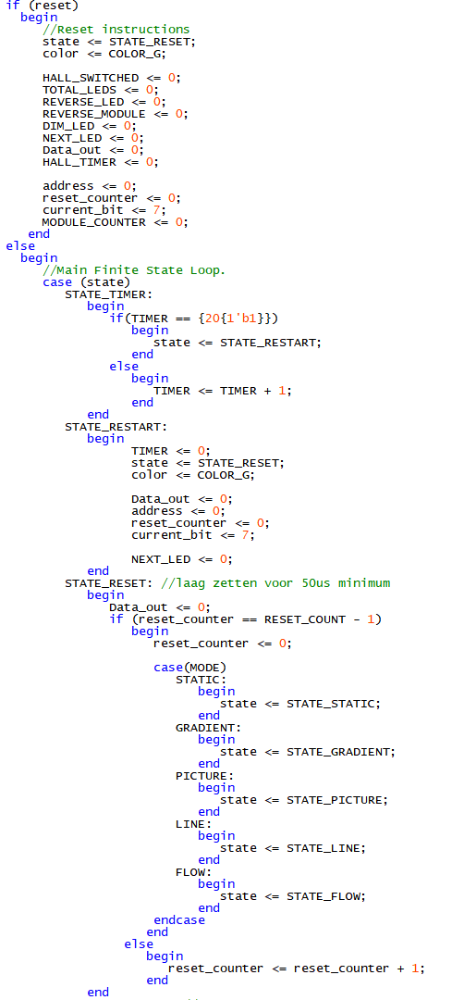 if (reset)
begin
//Reset instructions
state <= STATE_RESET;
color <= COLOR_G;
HALL_SWITCHED <= 0;
TOTAL_LEDS <= 0;
REVERSE_LED <= 0;
REVERSE_MODULE <= 0;
DIM_LED <= 0;
NEXT_LED <= 0;
Data_out <= 0;
HALL_TIMER <= 0;
address <= 0;
reset_counter <= 0;
current_bit <= 7;
MODULE_COUNTER <= 0;
end
else
begin
//Main Finite State Loop.
case (state)
STATE_TIMER:
begin
if(TIMER == {20{1'b1}})
begin
state <= STATE_RESTART;
end
else
begin
TIMER <= TIMER + 1;
end
end
STATE_RESTART:
begin
TIMER <= 0;
state <= STATE_RESET;
color <= COLOR_G;
Data_out <= 0;
address <= 0;
reset_counter <= 0;
current_bit <= 7;
NEXT_LED <= 0;
end
STATE_RESET: //laag zetten voor 50us minimum
begin
Data_out <= 0;
if (reset_counter == RESET_COUNT - 1)
begin
reset_counter <= 0;
case(MODE)
STATIC:
begin
state <= STATE_STATIC;
end
GRADIENT:
begin
state <= STATE_GRADIENT;
end
PICTURE:
begin
state <= STATE_PICTURE;
end
LINE:
begin
state <= STATE_LINE;
end
FLOW:
begin
state <= STATE_FLOW;
end
endcase
end
else
begin
reset_counter <= reset_counter + 1;
end
end